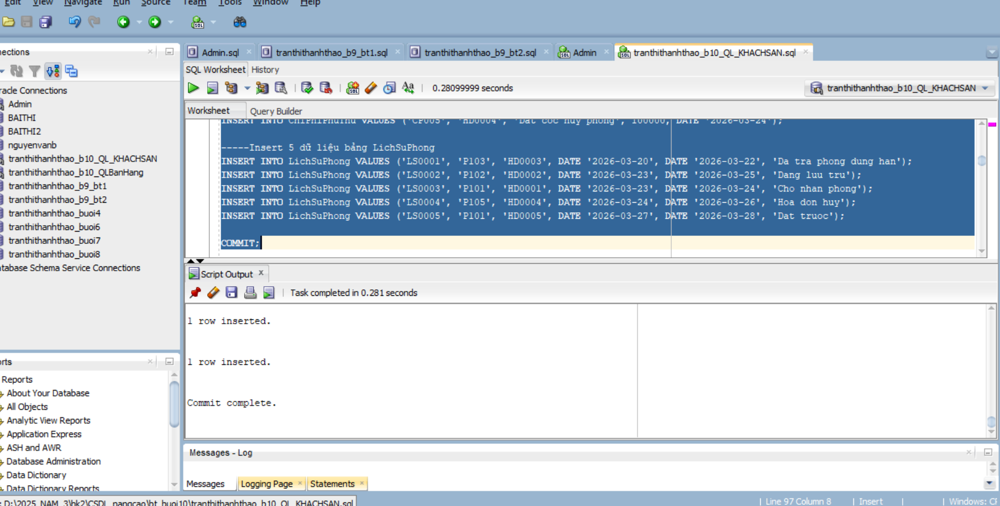 Edit View Navigate Run Source Team Tools Window Help
nections
Admin.sql tranthithanhthao_b9_bt1.sql tranthithanhthao_b9_bt2.sql Admin tranthithanhthao_b10_QL_KHACHSAN.sql
SQL Worksheet History
0.28099999 seconds
tranthithanhthao_b10_QL_KHACHSAN
rade Connections
Admin
BAITHI
BAITHI2
nguyenvanb
tranthithanhthao_b10_QL_KHACHSAN
tranthithanhthao_b10_QLBanHang
tranthithanhthao_b9_bt1
tranthithanhthao_b9_bt2
tranthithanhthao_buoi4
tranthithanhthao_buoi6
tranthithanhthao_buoi7
tranthithanhthao_buoi8
atabase Schema Service Connections
Worksheet Query Builder
INSERT INTO ChiPhiPhuThu VALUES ('CP005', 'HD0004', 'Dat coc huy phong', 100000, DATE '2026-03-24');
-----Insert 5 dữ liệu bảng LichSuPhong
INSERT INTO LichSuPhong VALUES ('LS0001', 'P103', 'HD0003', DATE '2026-03-20', DATE '2026-03-22', 'Da tra phong dung han');
INSERT INTO LichSuPhong VALUES ('LS0002', 'P102', 'HD0002', DATE '2026-03-23', DATE '2026-03-25', 'Dang luu tru');
INSERT INTO LichSuPhong VALUES ('LS0003', 'P101', 'HD0001', DATE '2026-03-23', DATE '2026-03-24', 'Cho nhan phong');
INSERT INTO LichSuPhong VALUES ('LS0004', 'P105', 'HD0004', DATE '2026-03-24', DATE '2026-03-26', 'Hoa don huy');
INSERT INTO LichSuPhong VALUES ('LS0005', 'P101', 'HD0005', DATE '2026-03-27', DATE '2026-03-28', 'Dat truoc');
COMMIT;
Script Output
Task completed in 0.281 seconds
1 row inserted.
1 row inserted.
Commit complete.
orts
Reports
About Your Database
All Objects
Analytic View Reports
Application Express
ASH and AWR
Database Administration
Data Dictionary
Data Dictionary Reports
Messages - Log
Messages Logging Page Statements
: D:\2025_NAM_3\hk2\CSDL_nangcao\bt_buoi10\tranthithanhthao_b10_QL_KHACHSAN.sql
Line 97 Column 8 Insert Windows: CR